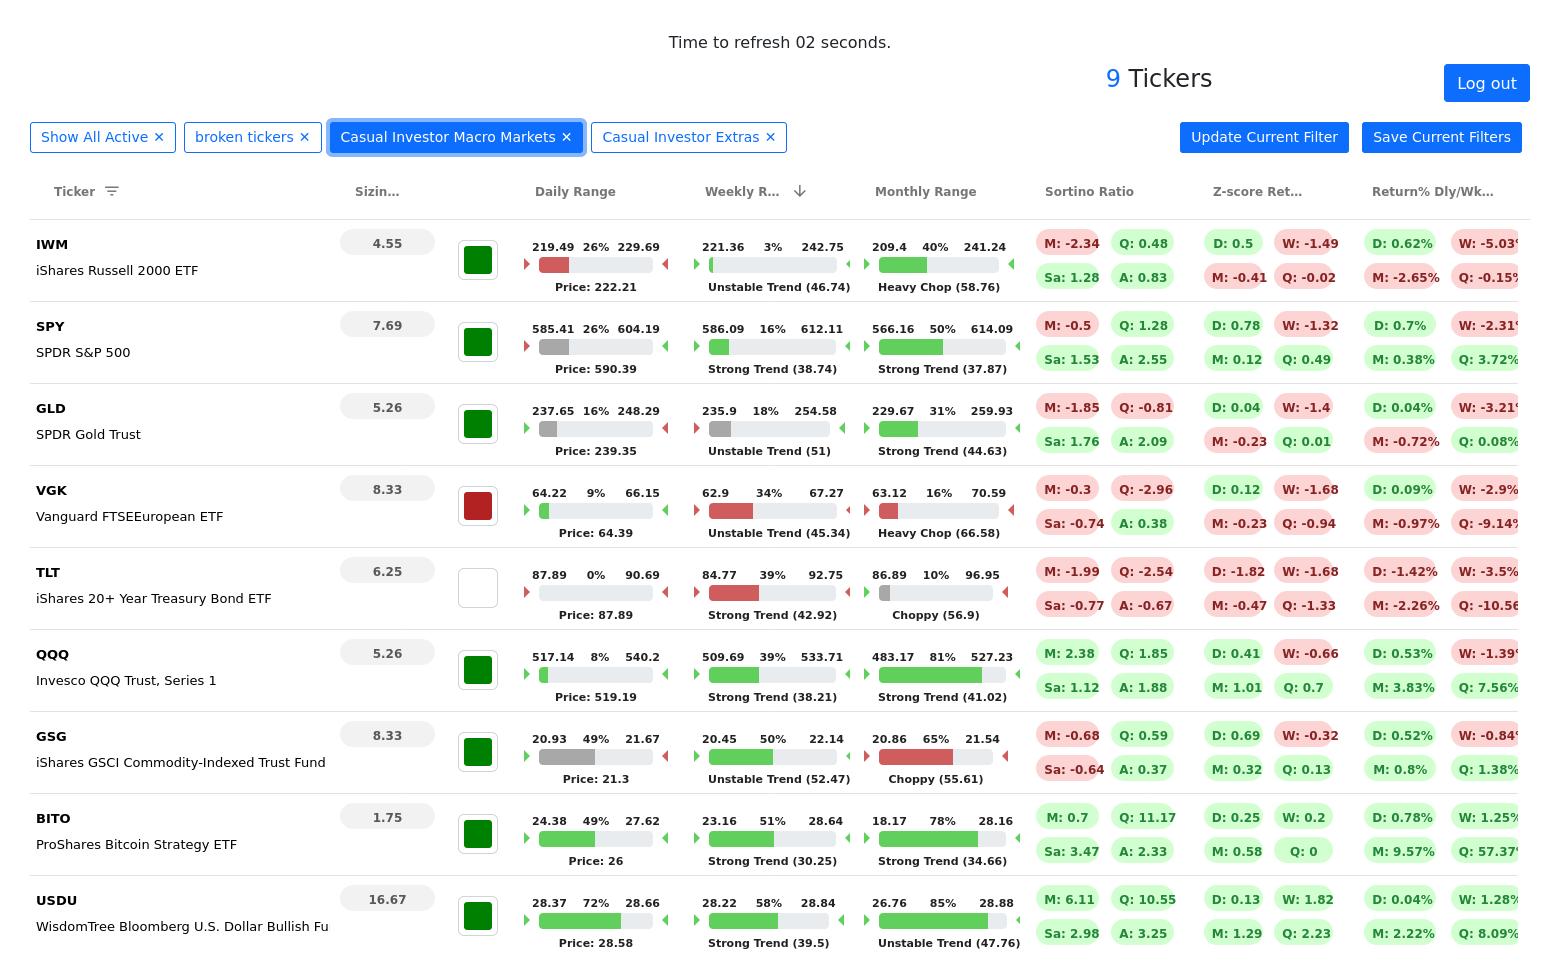 Time to refresh 02 seconds.
9 Tickers
Log out
Show All Active ✕ broken tickers ✕ Casual Investor Macro Markets ✕ Casual Investor Extras ✕ Update Current Filter Save Current Filters
Ticker Sizin… Daily Range Weekly R… Monthly Range Sortino Ratio Z-score Ret… Return% Dly/Wk…
IWM 4.55 219.49 26% 229.69 221.36 3% 242.75 209.4 40% 241.24 M: -2.34 Q: 0.48 D: 0.5 W: -1.49 D: 0.62% W: -5.03%
iShares Russell 2000 ETF Sa: 1.28 A: 0.83 M: -0.41 Q: -0.02 M: -2.65% Q: -0.15%
Price: 222.21 Unstable Trend (46.74) Heavy Chop (58.76)
SPY 7.69 585.41 26% 604.19 586.09 16% 612.11 566.16 50% 614.09 M: -0.5 Q: 1.28 D: 0.78 W: -1.32 D: 0.7% W: -2.31%
SPDR S&P 500 Sa: 1.53 A: 2.55 M: 0.12 Q: 0.49 M: 0.38% Q: 3.72%
Price: 590.39 Strong Trend (38.74) Strong Trend (37.87)
GLD 5.26 237.65 16% 248.29 235.9 18% 254.58 229.67 31% 259.93 M: -1.85 Q: -0.81 D: 0.04 W: -1.4 D: 0.04% W: -3.21%
SPDR Gold Trust Sa: 1.76 A: 2.09 M: -0.23 Q: 0.01 M: -0.72% Q: 0.08%
Price: 239.35 Unstable Trend (51) Strong Trend (44.63)
VGK 8.33 64.22 9% 66.15 62.9 34% 67.27 63.12 16% 70.59 M: -0.3 Q: -2.96 D: 0.12 W: -1.68 D: 0.09% W: -2.9%
Vanguard FTSEEuropean ETF Sa: -0.74 A: 0.38 M: -0.23 Q: -0.94 M: -0.97% Q: -9.14%
Price: 64.39 Unstable Trend (45.34) Heavy Chop (66.58)
TLT 6.25 87.89 0% 90.69 84.77 39% 92.75 86.89 10% 96.95 M: -1.99 Q: -2.54 D: -1.82 W: -1.68 D: -1.42% W: -3.5%
iShares 20+ Year Treasury Bond ETF Sa: -0.77 A: -0.67 M: -0.47 Q: -1.33 M: -2.26% Q: -10.56
Price: 87.89 Strong Trend (42.92) Choppy (56.9)
QQQ 5.26 517.14 8% 540.2 509.69 39% 533.71 483.17 81% 527.23 M: 2.38 Q: 1.85 D: 0.41 W: -0.66 D: 0.53% W: -1.39%
Invesco QQQ Trust, Series 1 Sa: 1.12 A: 1.88 M: 1.01 Q: 0.7 M: 3.83% Q: 7.56%
Price: 519.19 Strong Trend (38.21) Strong Trend (41.02)
GSG 8.33 20.93 49% 21.67 20.45 50% 22.14 20.86 65% 21.54 M: -0.68 Q: 0.59 D: 0.69 W: -0.32 D: 0.52% W: -0.84%
iShares GSCI Commodity-Indexed Trust Fund Sa: -0.64 A: 0.37 M: 0.32 Q: 0.13 M: 0.8% Q: 1.38%
Price: 21.3 Unstable Trend (52.47) Choppy (55.61)
BITO 1.75 24.38 49% 27.62 23.16 51% 28.64 18.17 78% 28.16 M: 0.7 Q: 11.17 D: 0.25 W: 0.2 D: 0.78% W: 1.25%
ProShares Bitcoin Strategy ETF Sa: 3.47 A: 2.33 M: 0.58 Q: 0 M: 9.57% Q: 57.37%
Price: 26 Strong Trend (30.25) Strong Trend (34.66)
USDU 16.67 28.37 72% 28.66 28.22 58% 28.84 26.76 85% 28.88 M: 6.11 Q: 10.55 D: 0.13 W: 1.82 D: 0.04% W: 1.28%
WisdomTree Bloomberg U.S. Dollar Bullish Fu Sa: 2.98 A: 3.25 M: 1.29 Q: 2.23 M: 2.22% Q: 8.09%
Price: 28.58 Strong Trend (39.5) Unstable Trend (47.76)